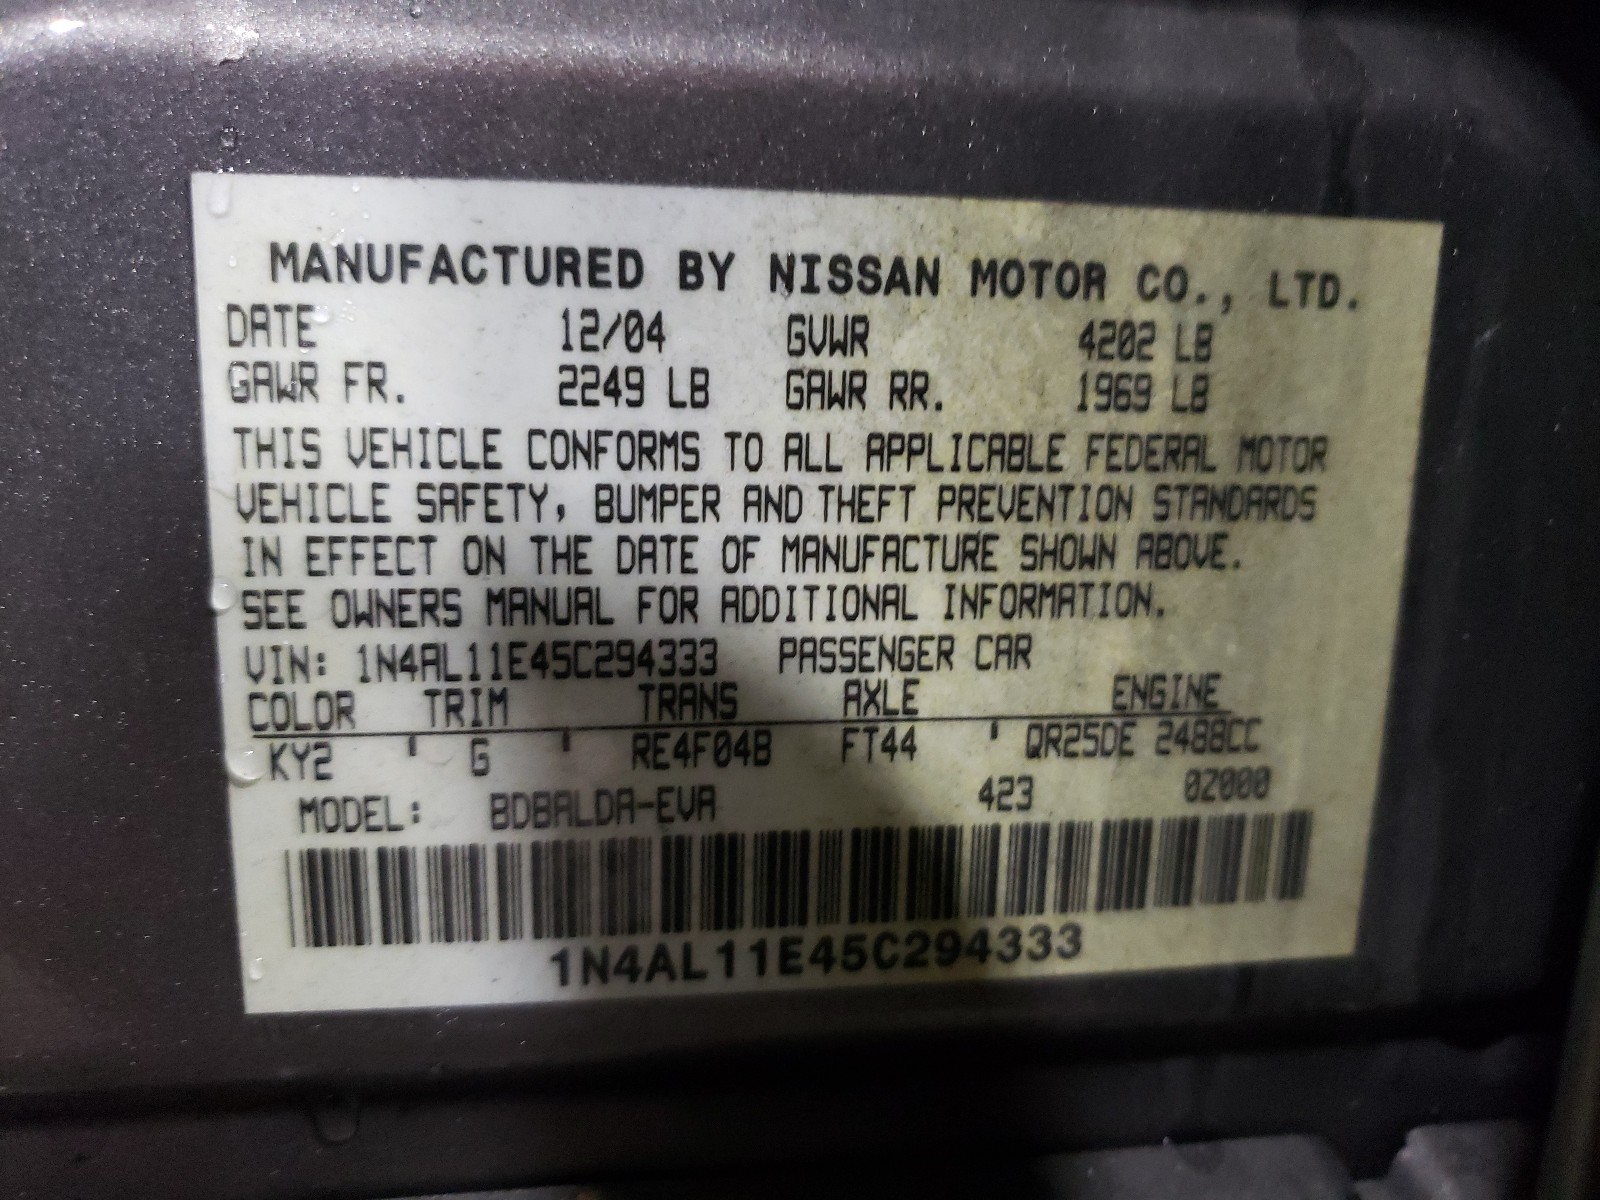 MANUFACTURED BY NISSAN MOTOR CO., LTD.
DATE 12/04 GVWR 4202 LB
GAWR FR. 2249 LB GAWR RR. 1969 LB
THIS VEHICLE CONFORMS TO ALL APPLICABLE FEDERAL MOTOR
VEHICLE SAFETY, BUMPER AND THEFT PREVENTION STANDARDS
IN EFFECT ON THE DATE OF MANUFACTURE SHOWN ABOVE.
SEE OWNERS MANUAL FOR ADDITIONAL INFORMATION.
VIN: 1N4AL11E45C294333 PASSENGER CAR
COLOR TRIM TRANS AXLE ENGINE
KY2 ' G ' RE4F04B FT44 ' QR25DE 2488CC
MODEL: BDBALDA-EVA 423 02000
1N4AL11E45C294333